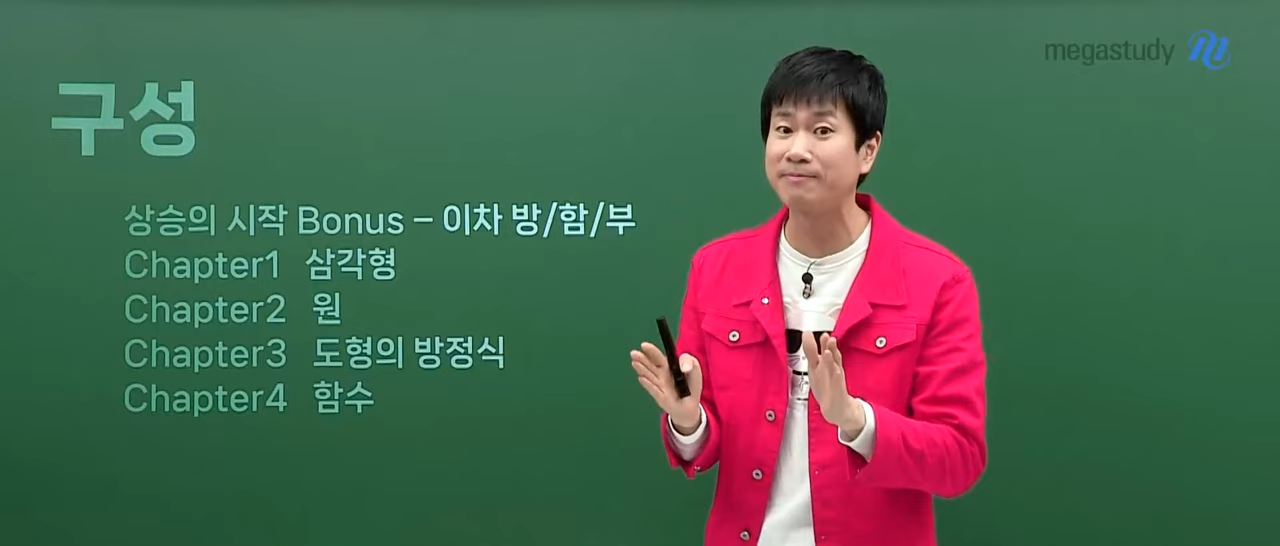 megastudy
구성
상승의 시작 Bonus – 이차 방/함/부
Chapter1 삼각형
Chapter2 원
Chapter3 도형의 방정식
Chapter4 함수